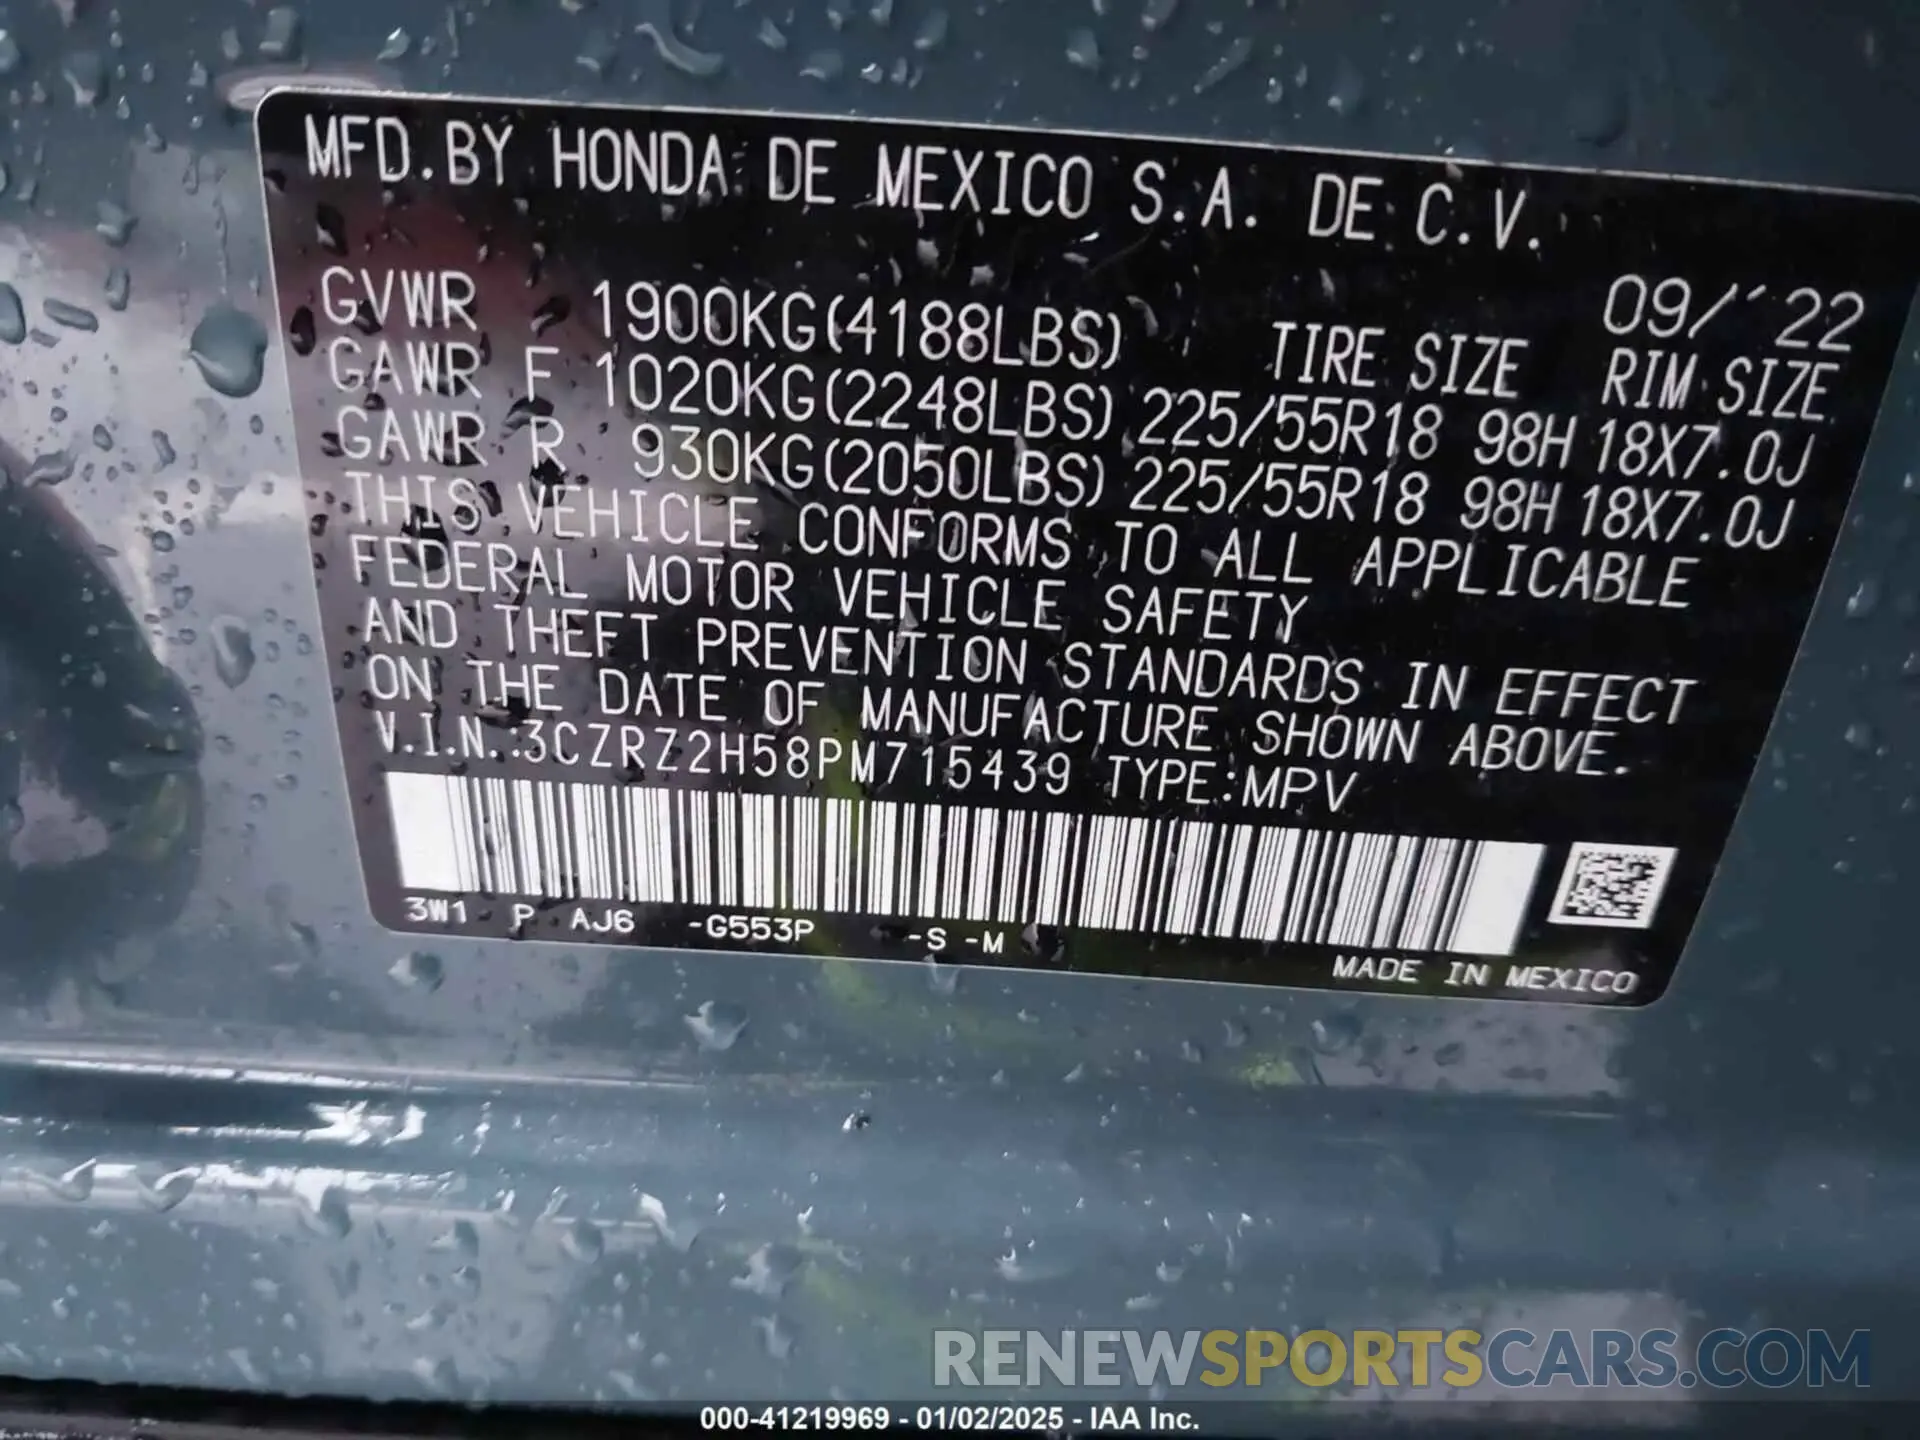 MFD.BY HONDA DE MEXICO S.A. DE C.V.
09/'22
GVWR 1900KG(4188LBS) TIRE SIZE RIM SIZE
GAWR F 1020KG(2248LBS) 225/55R18 98H 18X7.0J
GAWR R 930KG(2050LBS) 225/55R18 98H 18X7.0J
THIS VEHICLE CONFORMS TO ALL APPLICABLE
FEDERAL MOTOR VEHICLE SAFETY
AND THEFT PREVENTION STANDARDS IN EFFECT
ON THE DATE OF MANUFACTURE SHOWN ABOVE.
V.I.N.:3CZRZ2H58PM715439 TYPE:MPV
3W1 P AJ6 -G553P -S -M
MADE IN MEXICO
RENEWSPORTSCARS.COM
000-41219969 - 01/02/2025 - IAA Inc.